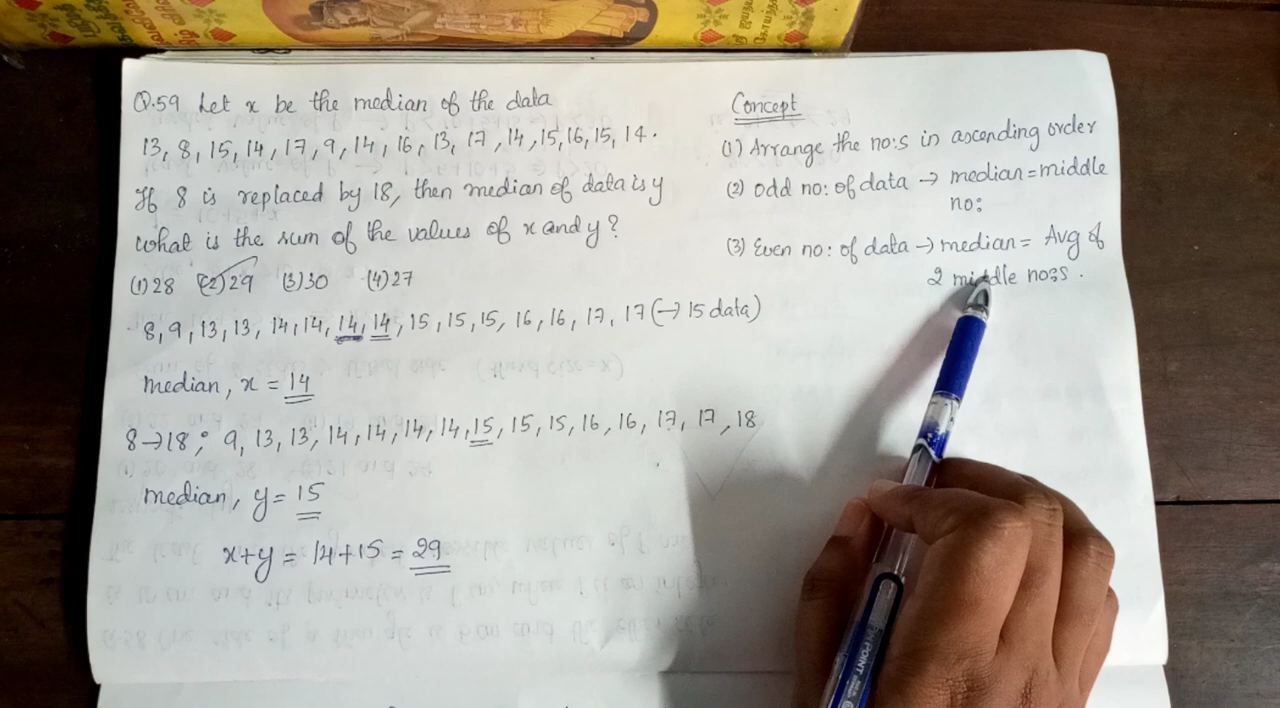 Q.59 Let x be the median of the data
13, 8, 15, 14, 17, 9, 14, 16, 13, 17, 14, 15, 16, 15, 14.
If 8 is replaced by 18, then median of data is y
what is the sum of the values of x and y?
(1) 28 (2) 29 (3) 30 (4) 27
8, 9, 13, 13, 14, 14, 14, 14, 15, 15, 15, 16, 16, 17, 17 (→ 15 data)
median, x = 14
8→18; 9, 13, 13, 14, 14, 14, 14, 15, 15, 15, 16, 16, 17, 17, 18
median, y = 15
x+y = 14+15 = 29
Concept
(1) Arrange the no:s in ascending order
(2) odd no: of data → median = middle
no:
(3) Even no: of data → median = Avg of
2 middle no:s.